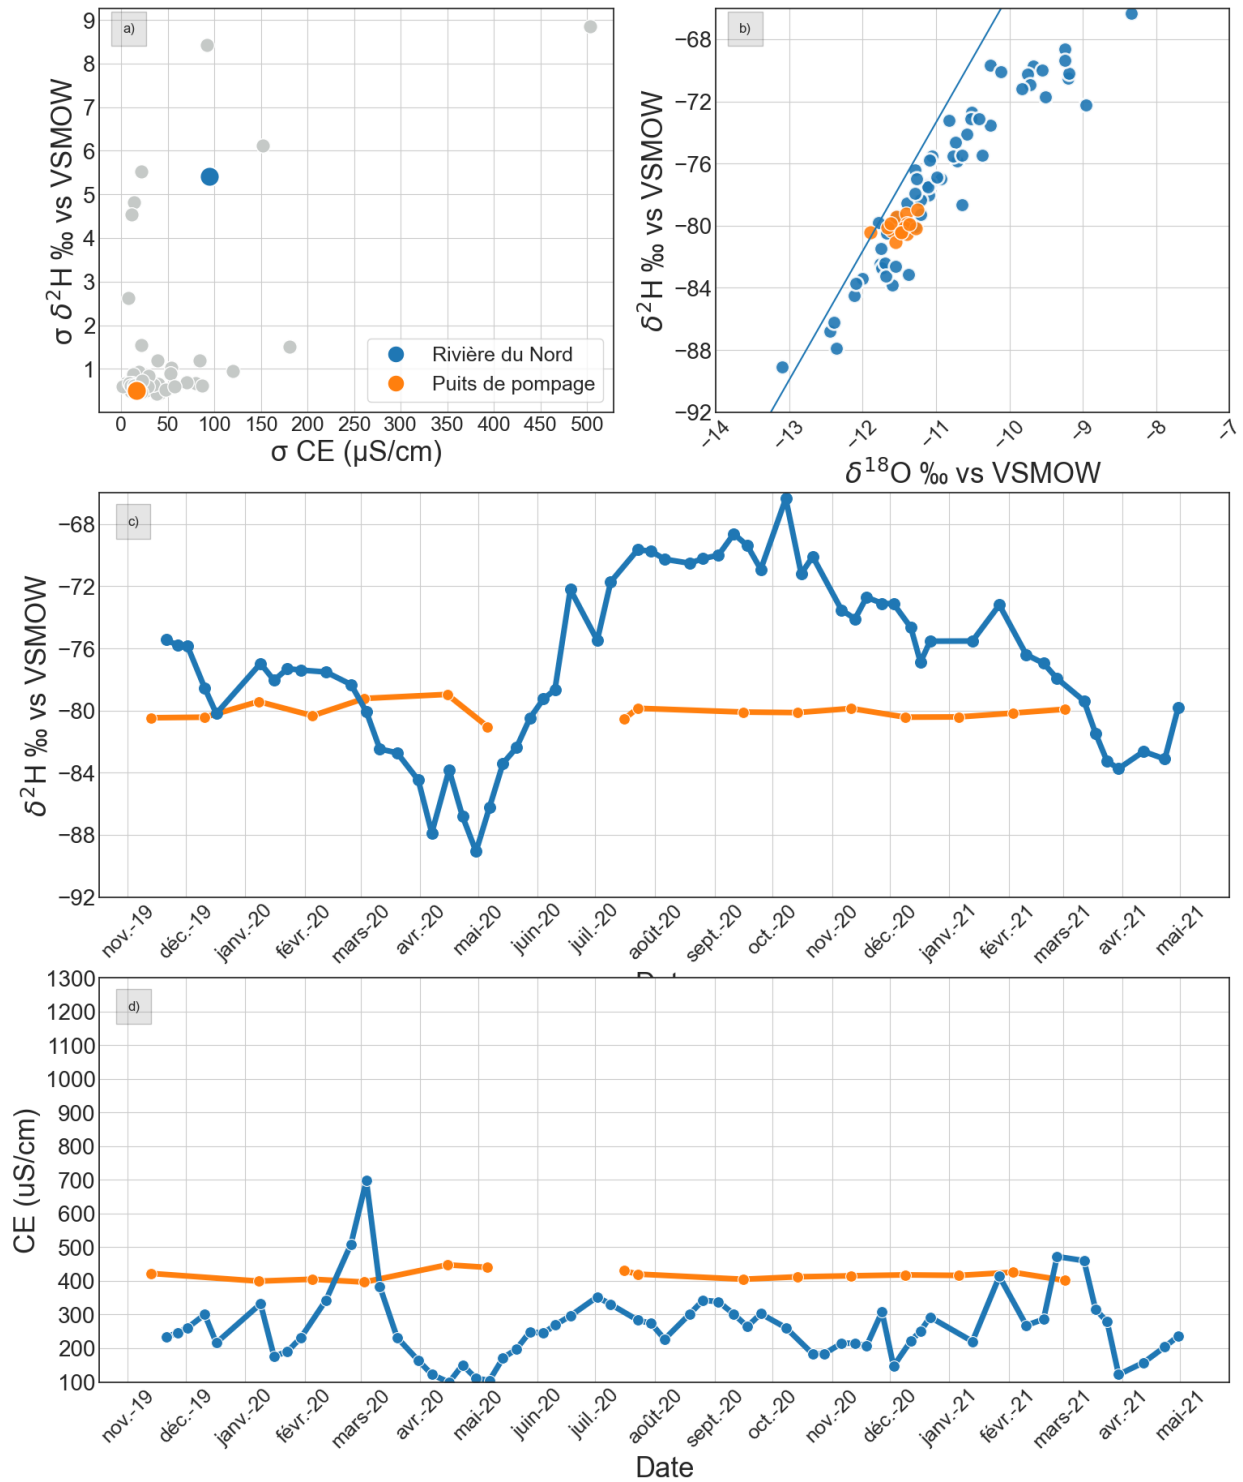 a)
9
8
7
6
5
4
3
2
1
σ δ²H ‰ vs VSMOW
0 50 100 150 200 250 300 350 400 450 500
σ CE (µS/cm)
Rivière du Nord
Puits de pompage
b)
−68
−72
−76
−80
−84
−88
−92
δ²H ‰ vs VSMOW
−14 −13 −12 −11 −10 −9 −8 −7
δ¹⁸O ‰ vs VSMOW
c)
−68
−72
−76
−80
−84
−88
−92
δ²H ‰ vs VSMOW
nov.-19 déc.-19 janv.-20 févr.-20 mars-20 avr.-20 mai-20 juin-20 juil.-20 août-20 sept.-20 oct.-20 nov.-20 déc.-20 janv.-21 févr.-21 mars-21 avr.-21 mai-21
d)
1300
1200
1100
1000
900
800
700
600
500
400
300
200
100
CE (uS/cm)
nov.-19 déc.-19 janv.-20 févr.-20 mars-20 avr.-20 mai-20 juin-20 juil.-20 août-20 sept.-20 oct.-20 nov.-20 déc.-20 janv.-21 févr.-21 mars-21 avr.-21 mai-21
Date